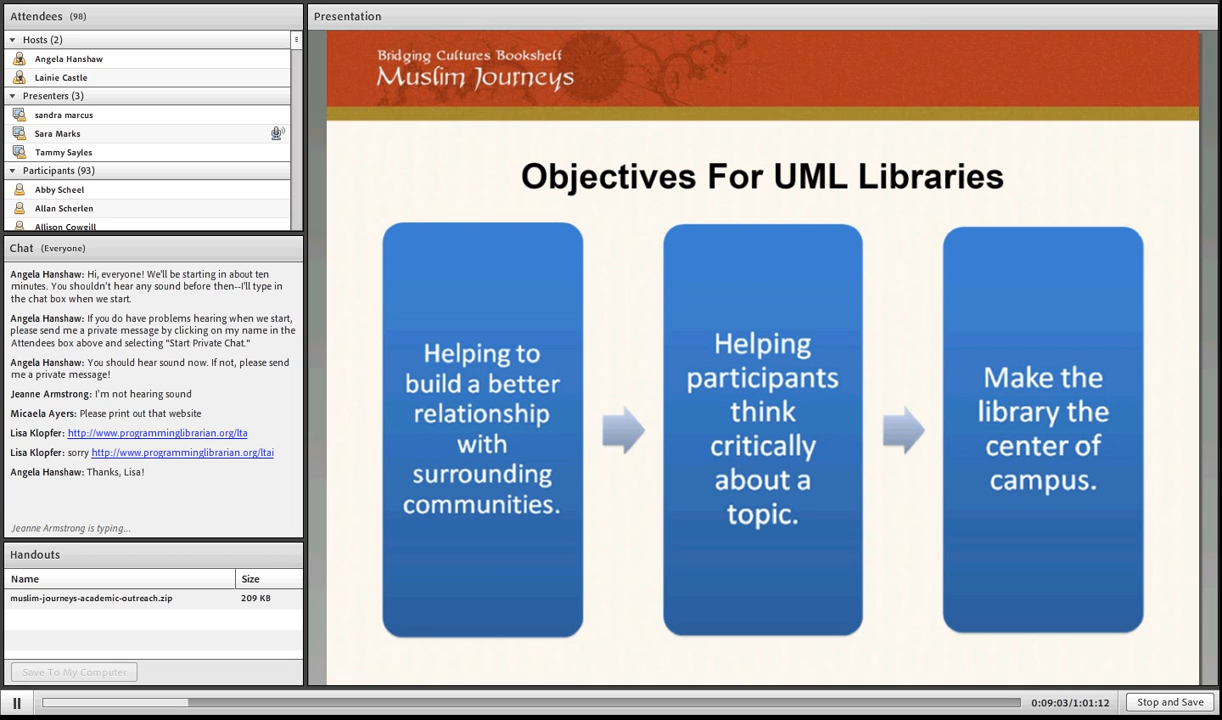 Attendees (98)
Hosts (2)
Angela Hanshaw
Lainie Castle
Presenters (3)
sandra marcus
Sara Marks
Tammy Sayles
Participants (93)
Abby Scheel
Allan Scherlen
Allison Cowgill
Chat (Everyone)
Angela Hanshaw: Hi, everyone! We'll be starting in about ten
minutes. You shouldn't hear any sound before then--I'll type in
the chat box when we start.
Angela Hanshaw: If you do have problems hearing when we start,
please send me a private message by clicking on my name in the
Attendees box above and selecting "Start Private Chat."
Angela Hanshaw: You should hear sound now. If not, please send
me a private message!
Jeanne Armstrong: I'm not hearing sound
Micaela Ayers: Please print out that website
Lisa Klopfer: http://www.programminglibrarian.org/lta
Lisa Klopfer: sorry http://www.programminglibrarian.org/ltai
Angela Hanshaw: Thanks, Lisa!
Jeanne Armstrong is typing...
Handouts
Name Size
muslim-journeys-academic-outreach.zip 209 KB
Save To My Computer
Presentation
Bridging Cultures Bookshelf
Muslim Journeys
Objectives For UML Libraries
Helping to
build a better
relationship
with
surrounding
communities.
Helping
participants
think
critically
about a
topic.
Make the
library the
center of
campus.
0:09:03/1:01:12
Stop and Save